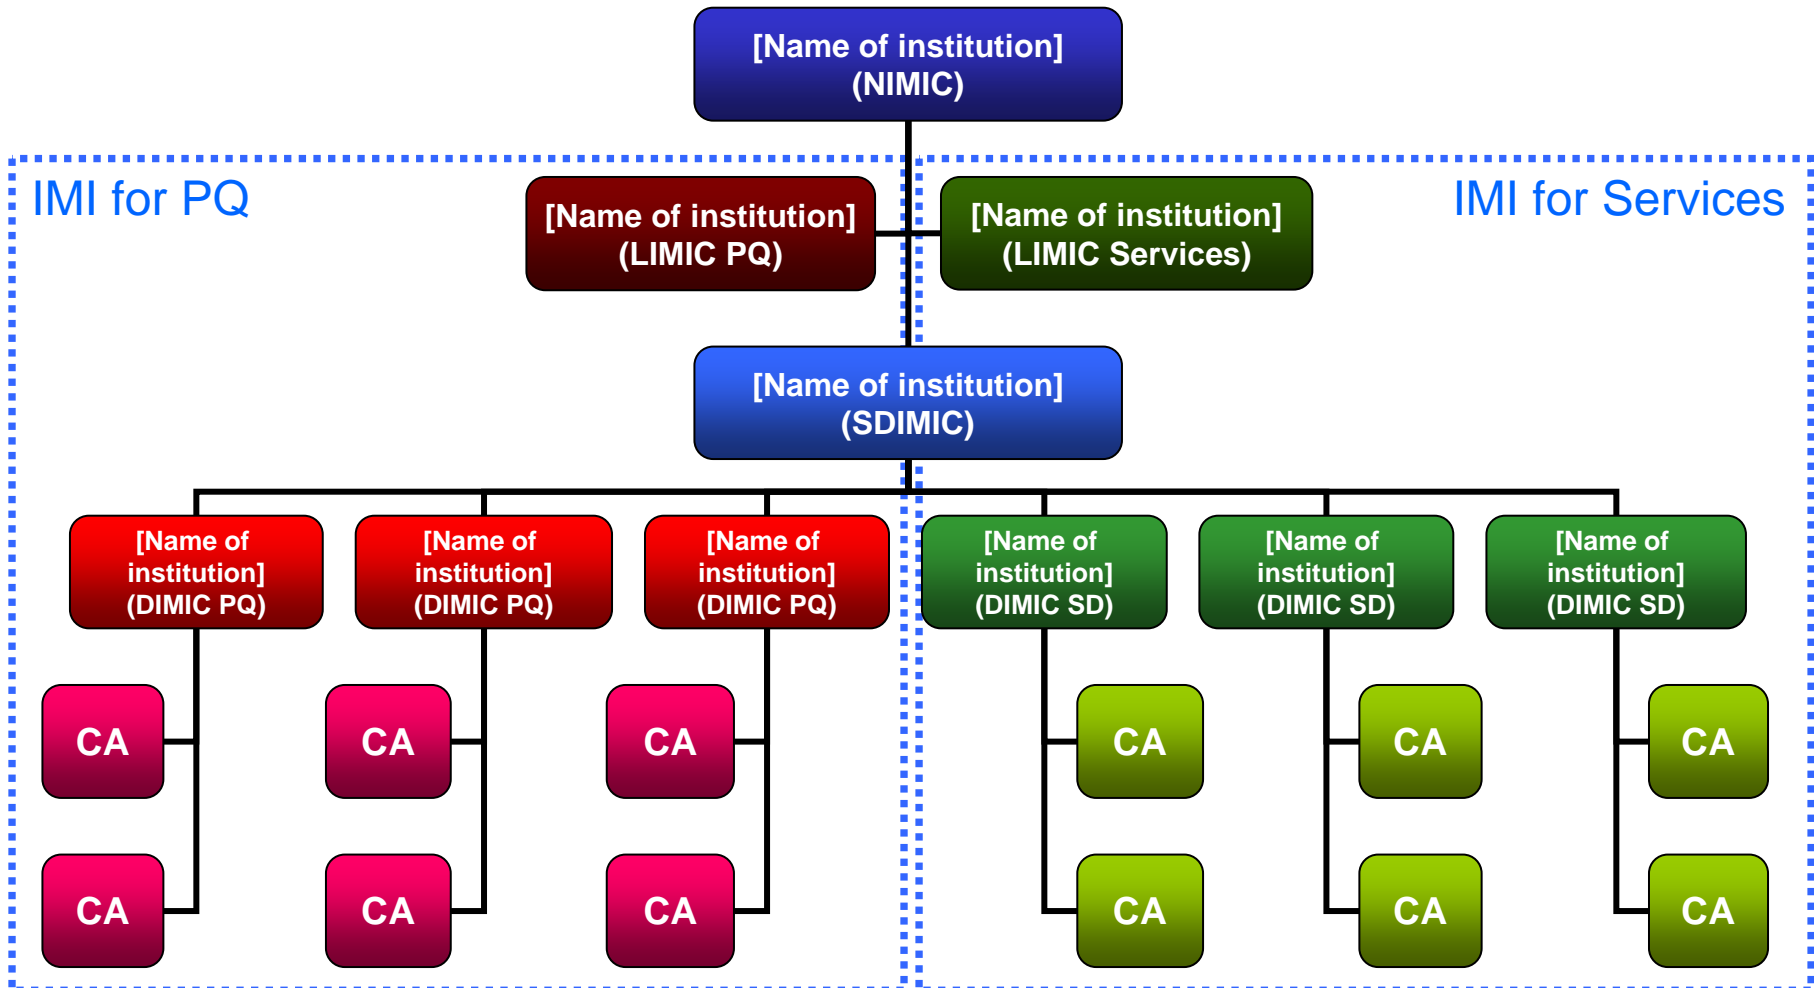 [Name of institution]
(NIMIC)
IMI for PQ
IMI for Services
[Name of institution]
(LIMIC PQ)
[Name of institution]
(LIMIC Services)
[Name of institution]
(SDIMIC)
[Name of
institution]
(DIMIC PQ)
[Name of
institution]
(DIMIC PQ)
[Name of
institution]
(DIMIC PQ)
[Name of
institution]
(DIMIC SD)
[Name of
institution]
(DIMIC SD)
[Name of
institution]
(DIMIC SD)
CA
CA
CA
CA
CA
CA
CA
CA
CA
CA
CA
CA